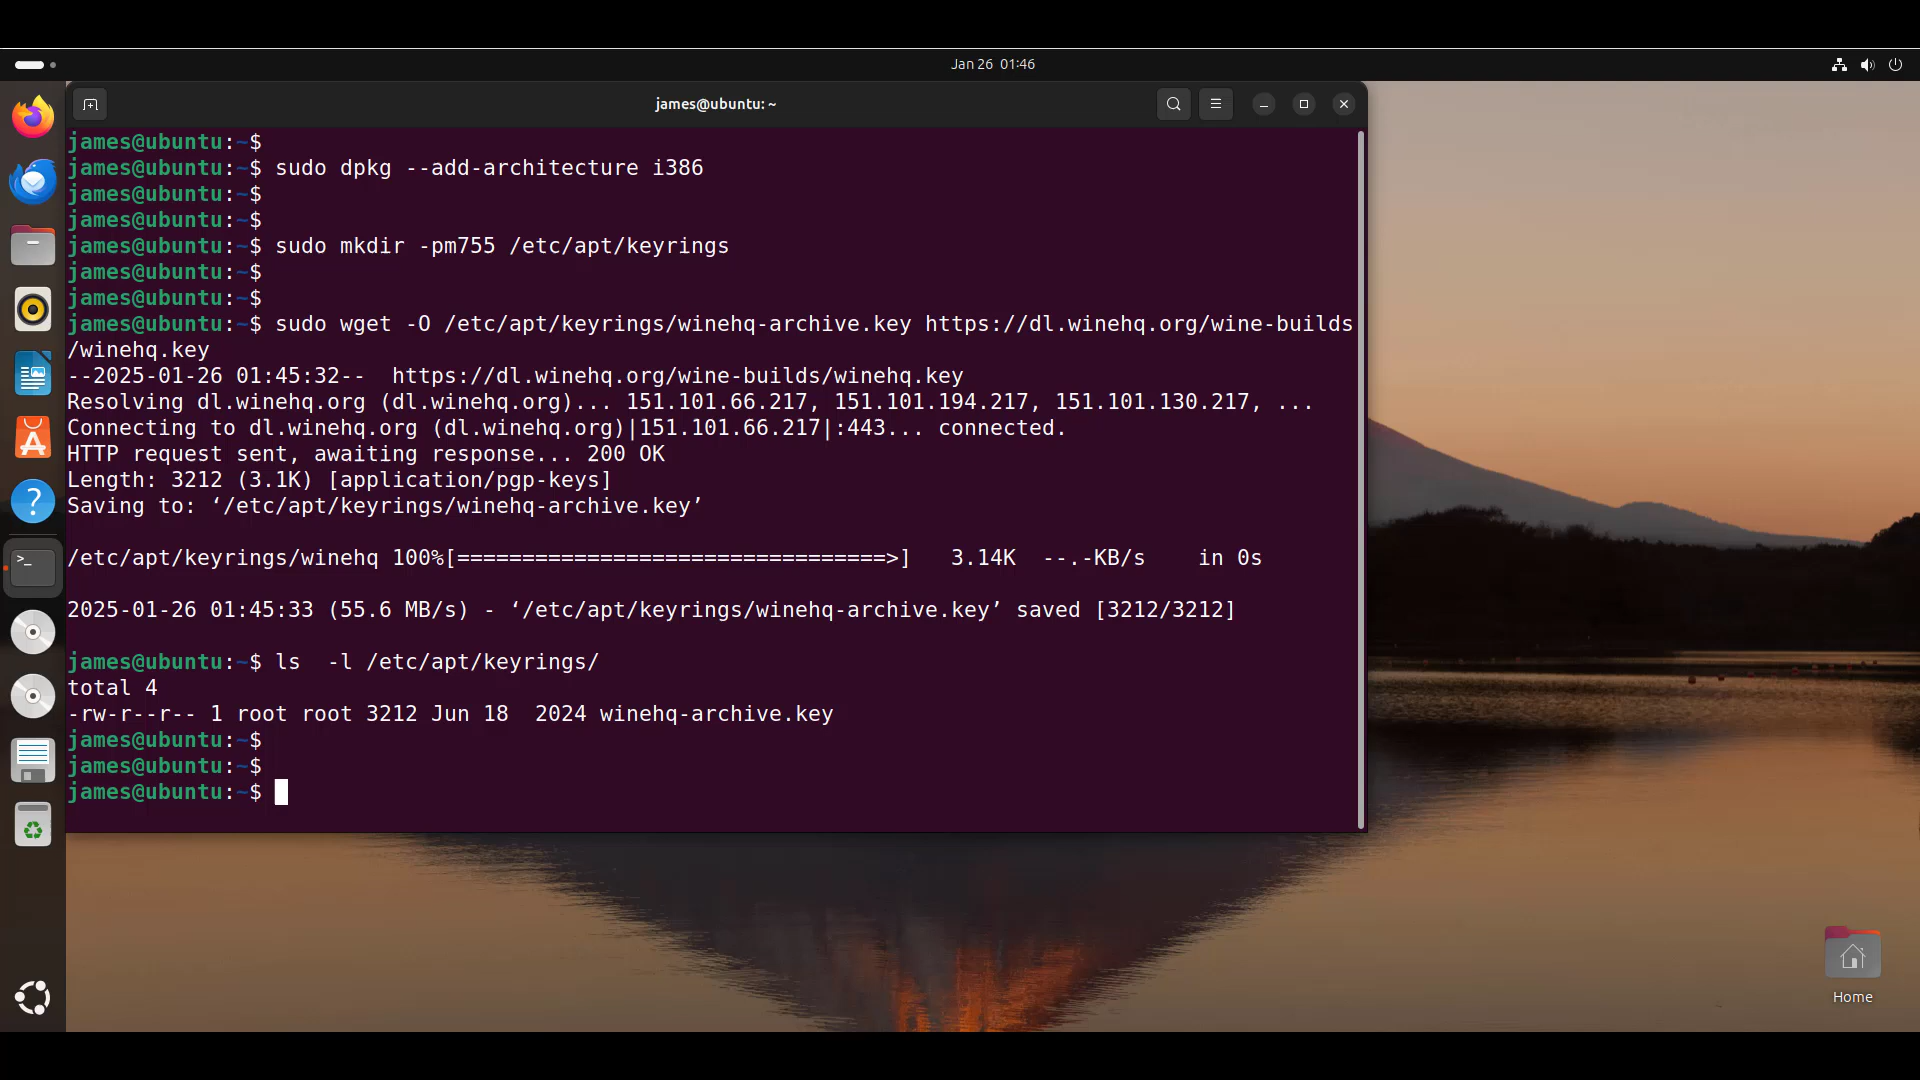 Jan 26 01:46
james@ubuntu: ~
james@ubuntu:~$
james@ubuntu:~$ sudo dpkg --add-architecture i386
james@ubuntu:~$
james@ubuntu:~$
james@ubuntu:~$ sudo mkdir -pm755 /etc/apt/keyrings
james@ubuntu:~$
james@ubuntu:~$
james@ubuntu:~$ sudo wget -O /etc/apt/keyrings/winehq-archive.key https://dl.winehq.org/wine-builds
/winehq.key
--2025-01-26 01:45:32--  https://dl.winehq.org/wine-builds/winehq.key
Resolving dl.winehq.org (dl.winehq.org)... 151.101.66.217, 151.101.194.217, 151.101.130.217, ...
Connecting to dl.winehq.org (dl.winehq.org)|151.101.66.217|:443... connected.
HTTP request sent, awaiting response... 200 OK
Length: 3212 (3.1K) [application/pgp-keys]
Saving to: ‘/etc/apt/keyrings/winehq-archive.key’
/etc/apt/keyrings/winehq 100%[=================================>]   3.14K  --.-KB/s    in 0s
2025-01-26 01:45:33 (55.6 MB/s) - ‘/etc/apt/keyrings/winehq-archive.key’ saved [3212/3212]
james@ubuntu:~$ ls  -l /etc/apt/keyrings/
total 4
-rw-r--r-- 1 root root 3212 Jun 18  2024 winehq-archive.key
james@ubuntu:~$
james@ubuntu:~$
james@ubuntu:~$
Home